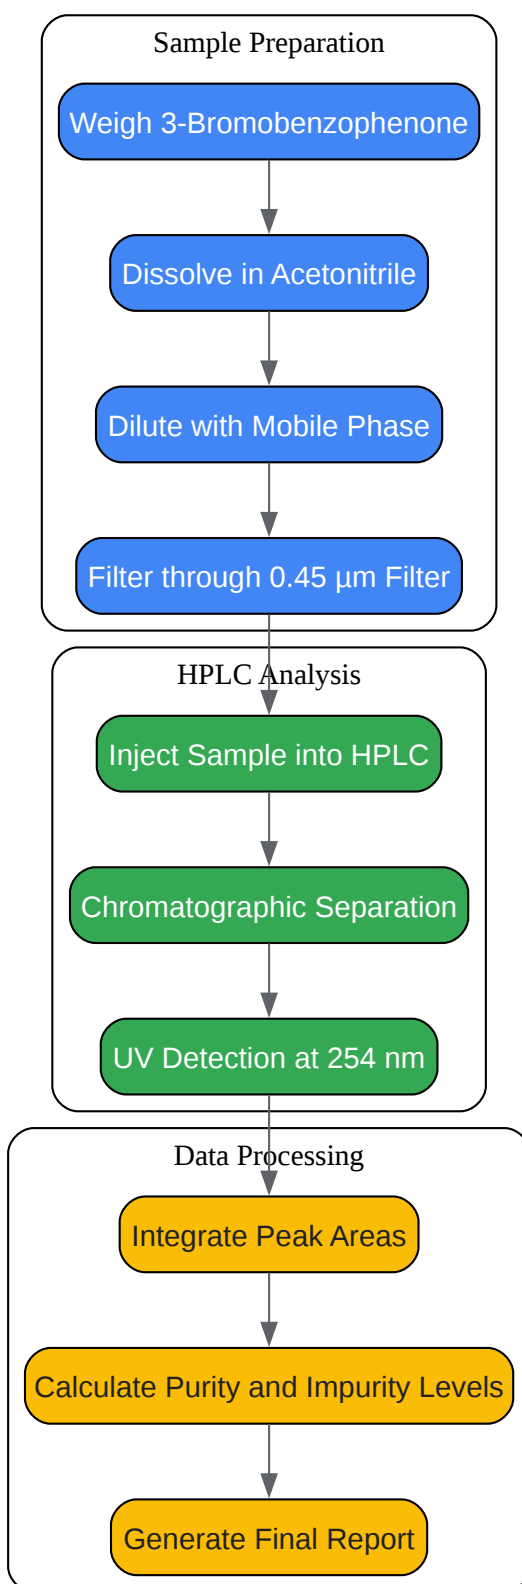 Sample Preparation
Weigh 3-Bromobenzophenone
Dissolve in Acetonitrile
Dilute with Mobile Phase
Filter through 0.45 µm Filter
HPLC Analysis
Inject Sample into HPLC
Chromatographic Separation
UV Detection at 254 nm
Data Processing
Integrate Peak Areas
Calculate Purity and Impurity Levels
Generate Final Report